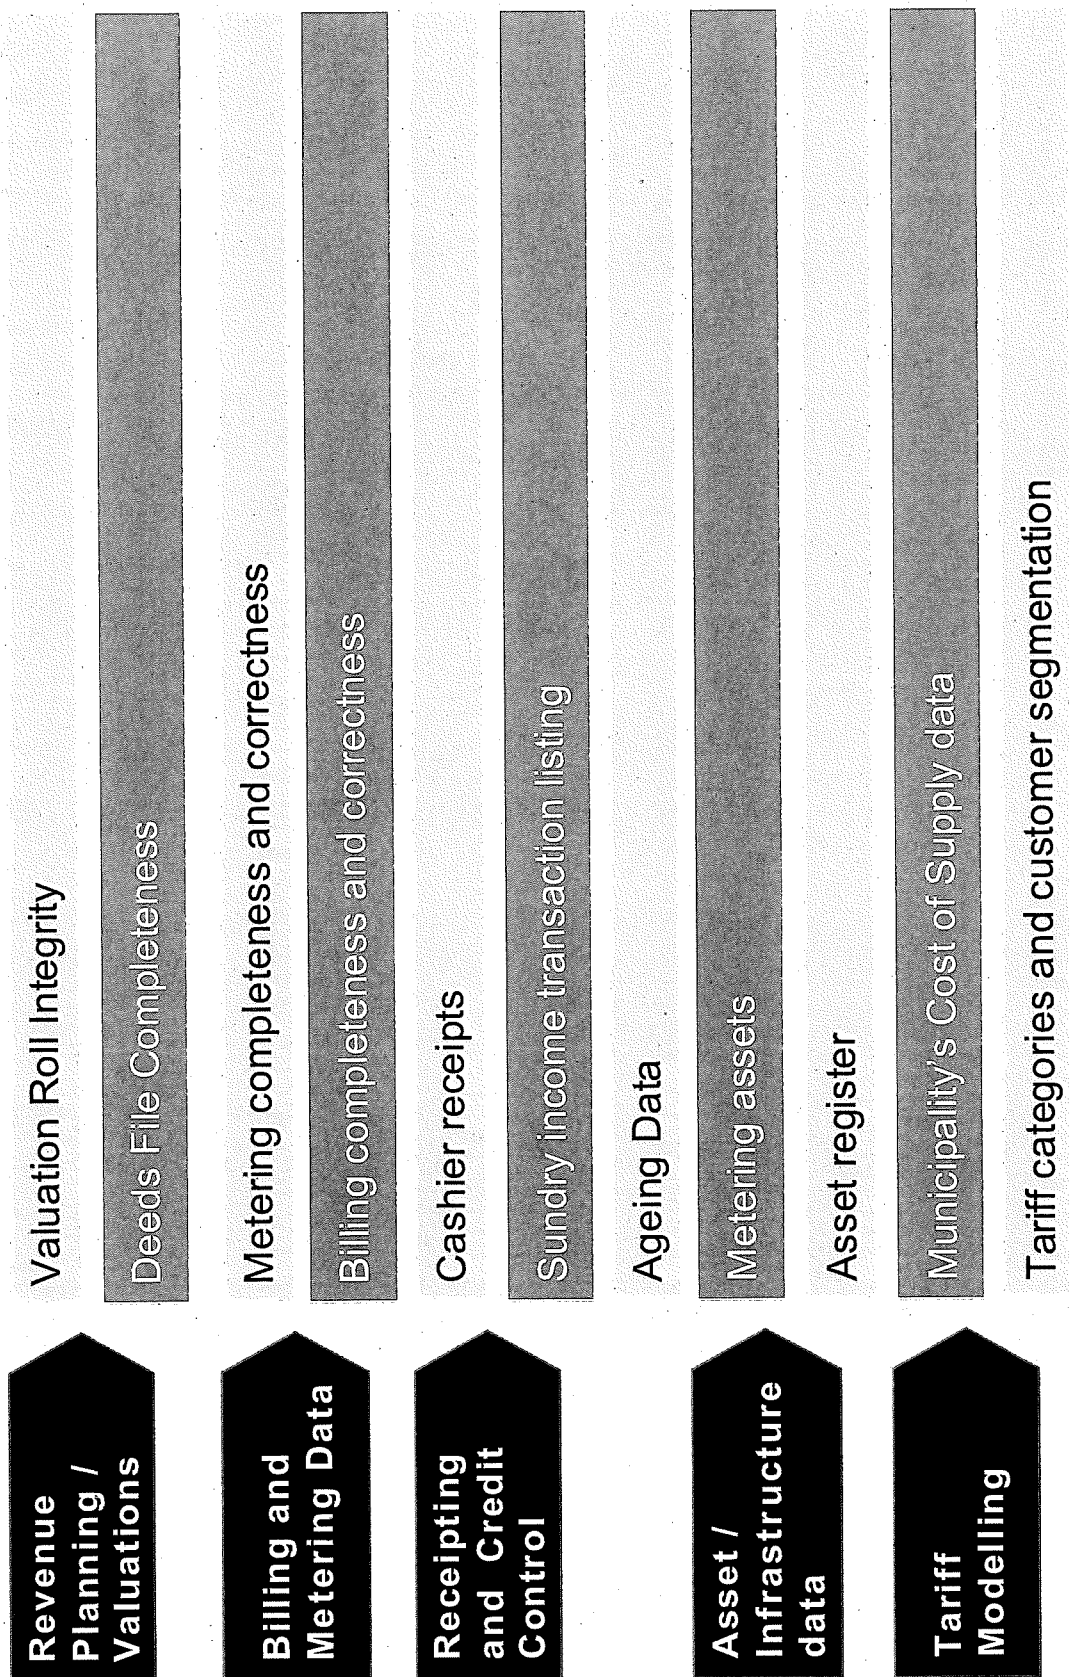 Revenue
Planning /
Valuations
Valuation Roll Integrity
Deeds File Completeness
Billing and
Metering Data
Metering completeness and correctness
Billing completeness and correctness
Receipting
and Credit
Control
Cashier receipts
Sundry income transaction listing
Ageing Data
Asset /
Infrastructure
data
Metering assets
Asset register
Tariff
Modelling
Municipality's Cost of Supply data
Tariff categories and customer segmentation